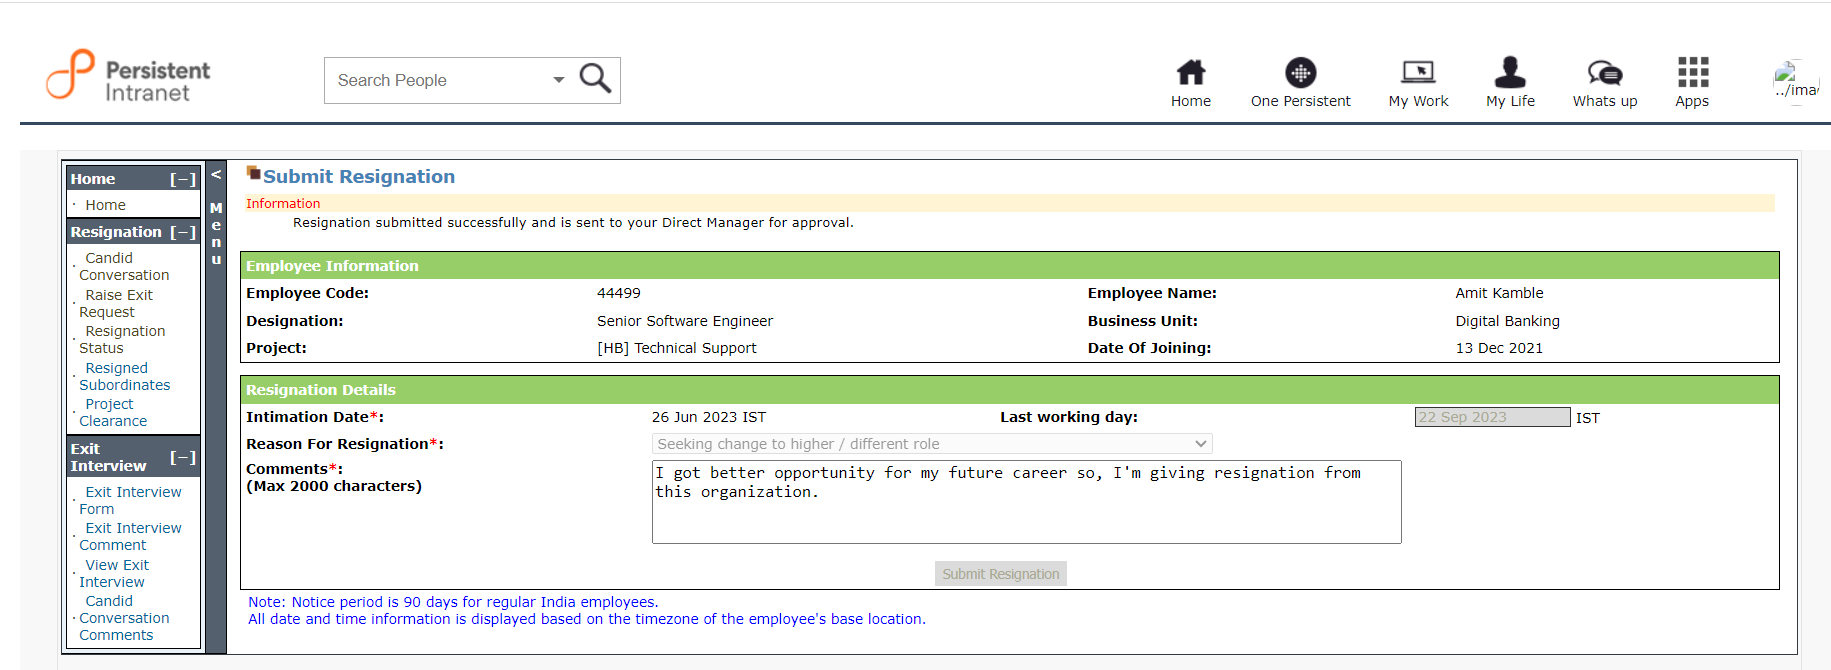 Persistent
Intranet
Search People
Home
One Persistent
My Work
My Life
Whats up
Apps
../ima
Home [−]
· Home
Resignation [−]
· Candid
Conversation
· Raise Exit
Request
· Resignation
Status
· Resigned
Subordinates
· Project
Clearance
Exit
Interview [−]
· Exit Interview
Form
· Exit Interview
Comment
· View Exit
Interview
· Candid
Conversation
Comments
<
M
e
n
u
Submit Resignation
Information
Resignation submitted successfully and is sent to your Direct Manager for approval.
Employee Information
Employee Code: 44499 Employee Name: Amit Kamble
Designation: Senior Software Engineer Business Unit: Digital Banking
Project: [HB] Technical Support Date Of Joining: 13 Dec 2021
Resignation Details
Intimation Date*: 26 Jun 2023 IST Last working day: 22 Sep 2023 IST
Reason For Resignation*: Seeking change to higher / different role
Comments*:
(Max 2000 characters)
I got better opportunity for my future career so, I'm giving resignation from
this organization.
Submit Resignation
Note: Notice period is 90 days for regular India employees.
All date and time information is displayed based on the timezone of the employee's base location.